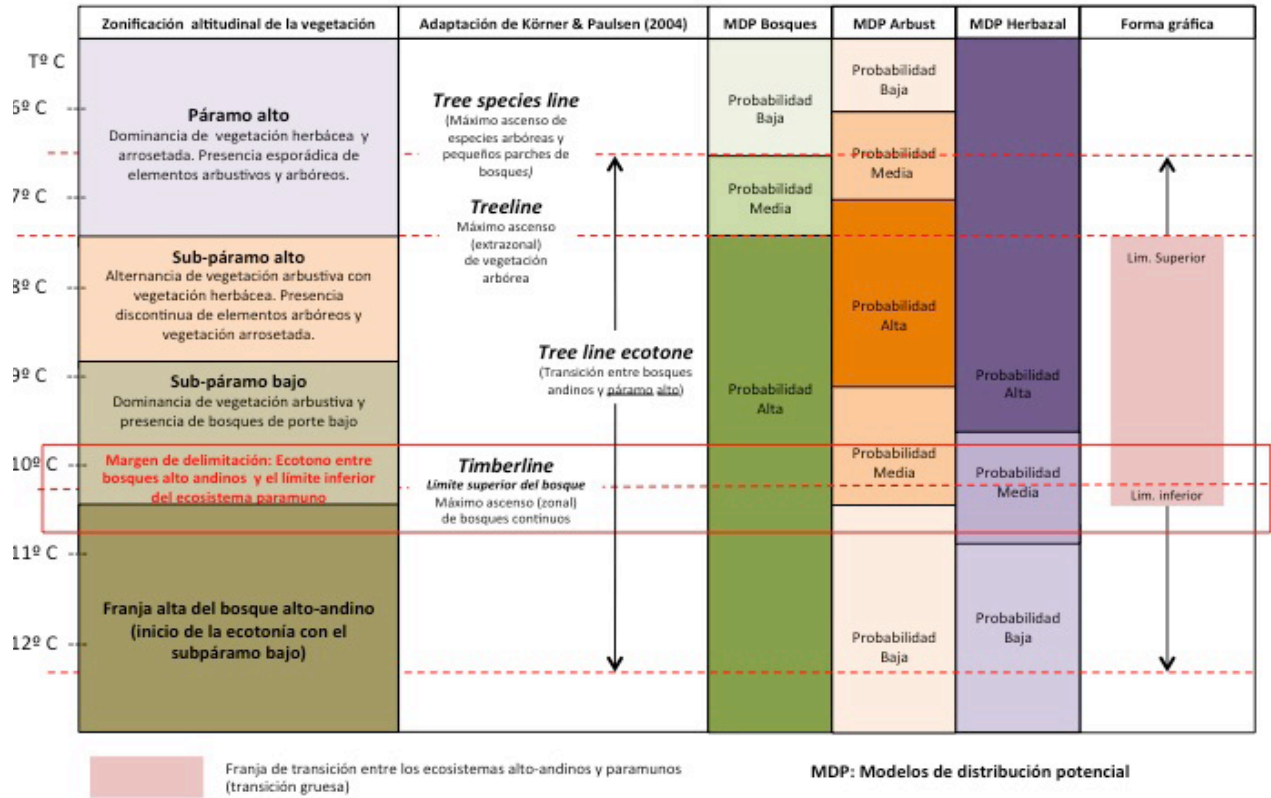 Zonificación altitudinal de la vegetación
Adaptación de Körner & Paulsen (2004)
MDP Bosques
MDP Arbust
MDP Herbazal
Forma gráfica
Tº C
6º C
7º C
8º C
9º C
10º C
11º C
12º C
Páramo alto
Dominancia de vegetación herbácea y
arrosetada. Presencia esporádica de
elementos arbustivos y arbóreos.
Sub-páramo alto
Alternancia de vegetación arbustiva con
vegetación herbácea. Presencia
discontinua de elementos arbóreos y
vegetación arrosetada.
Sub-páramo bajo
Dominancia de vegetación arbustiva y
presencia de bosques de porte bajo
Margen de delimitación: Ecotono entre
bosques alto andinos y el límite inferior
del ecosistema paramuno
Franja alta del bosque alto-andino
(inicio de la ecotonía con el
subpáramo bajo)
Tree species line
(Máximo ascenso de
especies arbóreas y
pequeños parches de
bosques)
Treeline
Máximo ascenso
(extrazonal)
de vegetación
arbórea
Tree line ecotone
(Transición entre bosques
andinos y páramo alto)
Timberline
Límite superior del bosque
Máximo ascenso (zonal)
de bosques continuos
Probabilidad
Baja
Probabilidad
Media
Probabilidad
Alta
Probabilidad
Baja
Probabilidad
Media
Probabilidad
Alta
Probabilidad
Media
Probabilidad
Baja
Probabilidad
Alta
Probabilidad
Media
Probabilidad
Baja
Lim. Superior
Lim. inferior
Franja de transición entre los ecosistemas alto-andinos y paramunos
(transición gruesa)
MDP: Modelos de distribución potencial